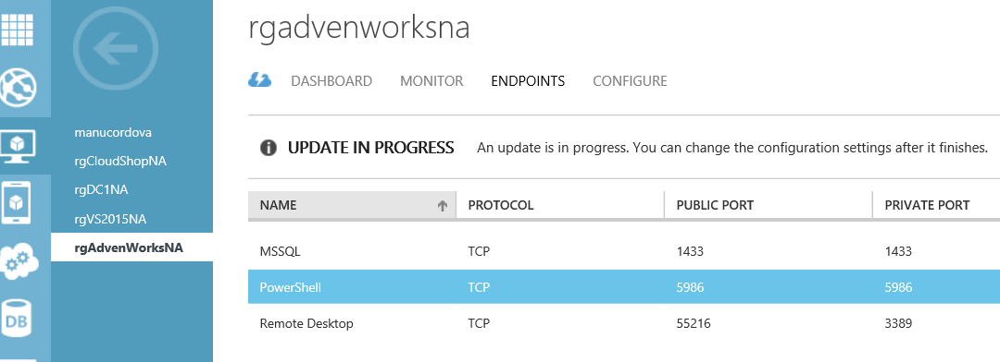 rgadvenworksna
DASHBOARD MONITOR ENDPOINTS CONFIGURE
manucordova
rgCloudShopNA
rgDC1NA
rgVS2015NA
rgAdvenWorksNA
UPDATE IN PROGRESS An update is in progress. You can change the configuration settings after it finishes.
NAME PROTOCOL PUBLIC PORT PRIVATE PORT
MSSQL TCP 1433 1433
PowerShell TCP 5986 5986
Remote Desktop TCP 55216 3389
DB